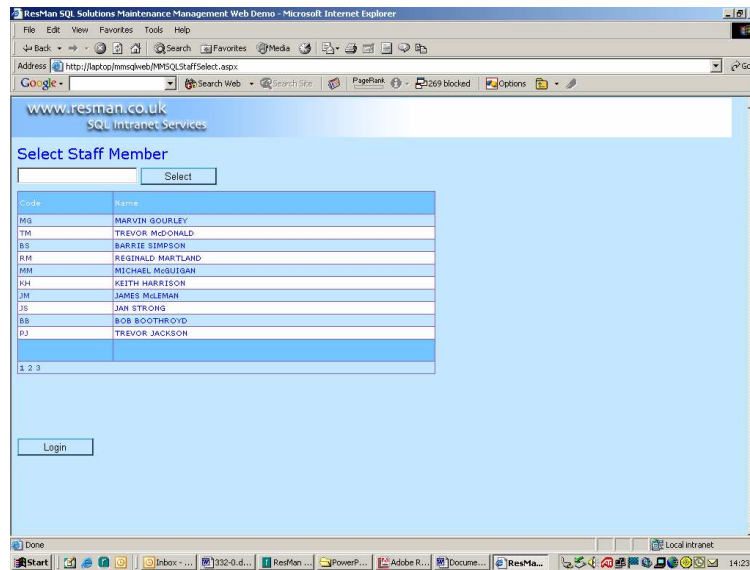 ResMan SQL Solutions Maintenance Management Web Demo - Microsoft Internet Explorer
File Edit View Favorites Tools Help
Back Search Favorites Media
Address http://laptop/mmsqlweb/MMSQLStaffSelect.aspx Go
Google - Search Web Search Site PageRank 269 blocked Options
www.resman.co.uk
SQL Intranet Services
Select Staff Member
Select
Code Name
MG MARVIN GOURLEY
TM TREVOR McDONALD
BS BARRIE SIMPSON
RM REGINALD MARTLAND
MM MICHAEL McGUIGAN
KH KEITH HARRISON
JM JAMES McLEMAN
JS JAN STRONG
BB BOB BOOTHROYD
PJ TREVOR JACKSON
1 2 3
Login
Done Local intranet
Start Inbox - ... 332-0.d... ResMan ... PowerP... Adobe R... Docume... ResMa... 14:23